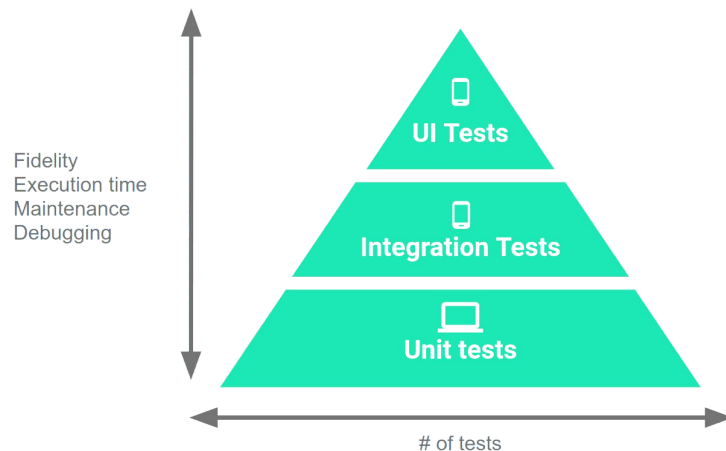 Fidelity
Execution time
Maintenance
Debugging
UI Tests
Integration Tests
Unit tests
# of tests